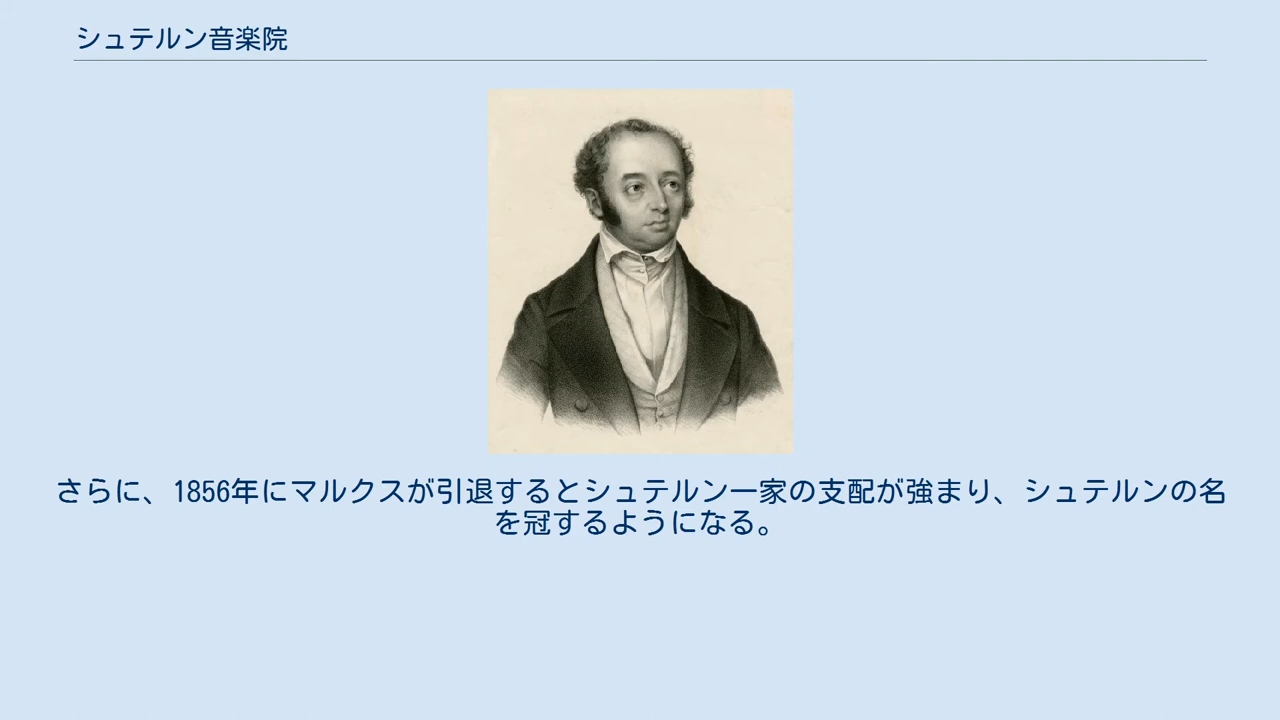 シュテルン音楽院
さらに、1856年にマルクスが引退するとシュテルン一家の支配が強まり、シュテルンの名
を冠するようになる。